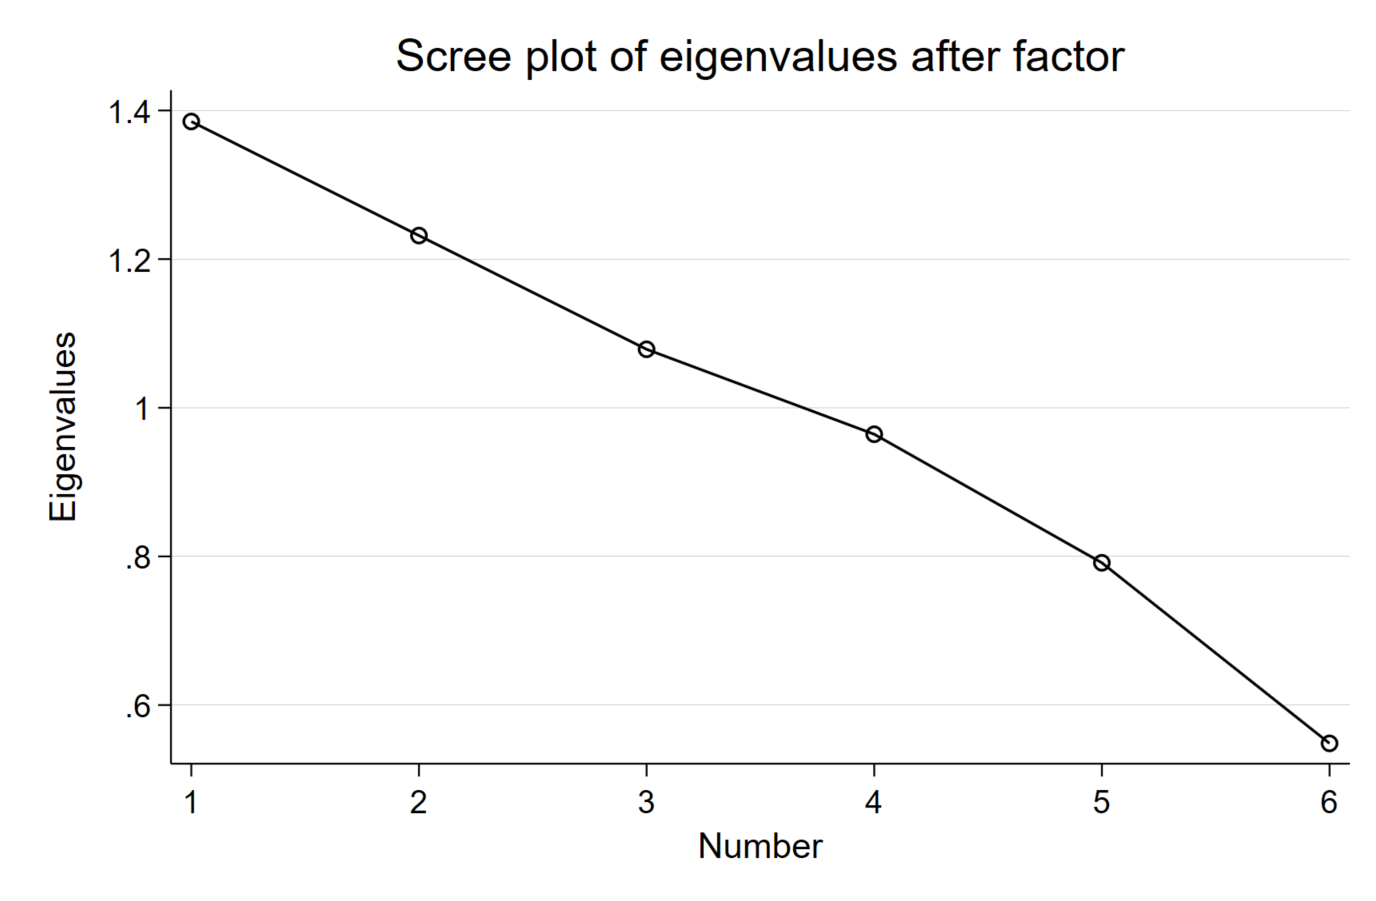 Scree plot of eigenvalues after factor
1.4
1.2
1
.8
.6
Eigenvalues
1 2 3 4 5 6
Number